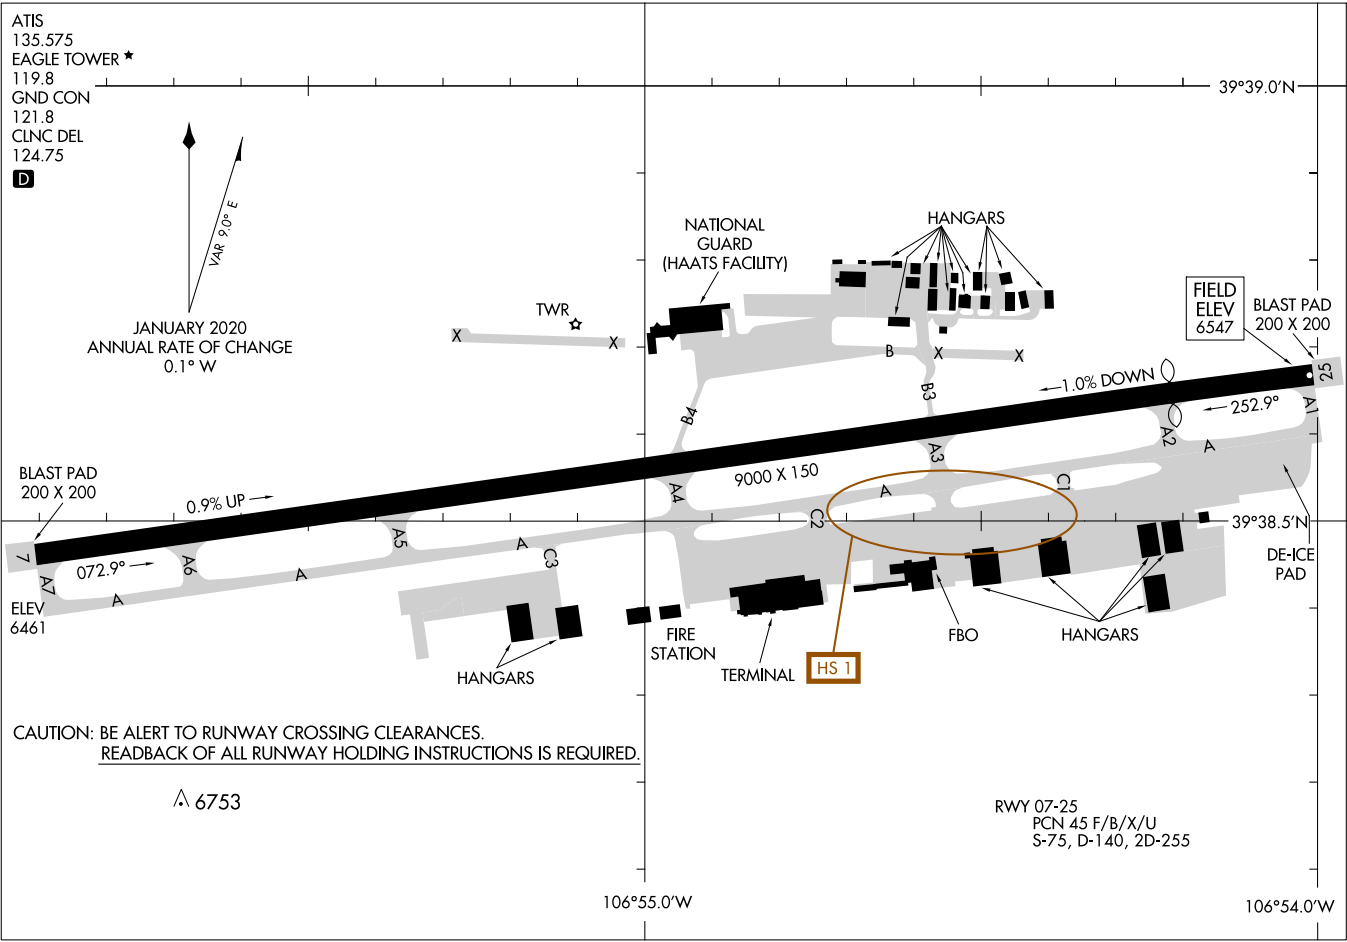 ATIS
135.575
EAGLE TOWER
119.8
GND CON
121.8
CLNC DEL
124.75
D
VAR 9.0° E
JANUARY 2020
ANNUAL RATE OF CHANGE
0.1° W
39°39.0'N
NATIONAL
GUARD
(HAATS FACILITY)
HANGARS
TWR
X
X
B
X
X
FIELD
ELEV
6547
BLAST PAD
200 X 200
25
1.0% DOWN
252.9°
A1
A2
A
B3
B4
A3
9000 X 150
A4
A
C1
C2
BLAST PAD
200 X 200
0.9% UP
7
072.9°
A7
A6
A5
A
A
A
C3
39°38.5'N
DE-ICE
PAD
ELEV
6461
HANGARS
FIRE
STATION
TERMINAL
HS 1
FBO
HANGARS
CAUTION: BE ALERT TO RUNWAY CROSSING CLEARANCES.
READBACK OF ALL RUNWAY HOLDING INSTRUCTIONS IS REQUIRED.
6753
RWY 07-25
PCN 45 F/B/X/U
S-75, D-140, 2D-255
106°55.0'W
106°54.0'W